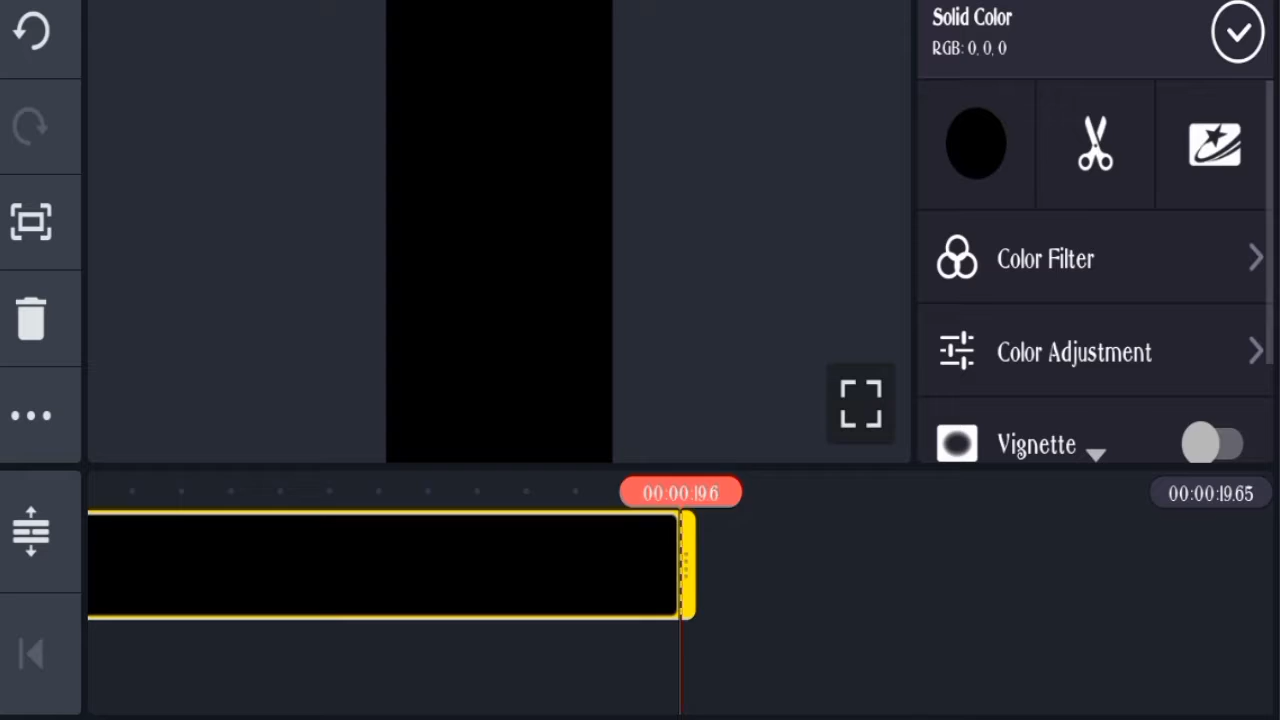 Solid Color
RGB: 0, 0, 0
Color Filter
Color Adjustment
Vignette
00:00:19.6
00:00:19.65